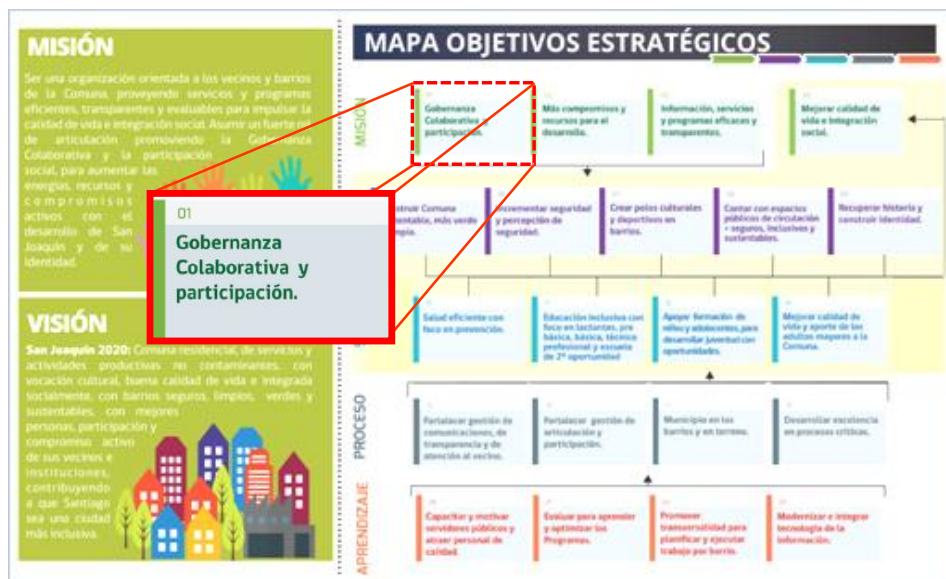 MISIÓN
Ser una organización orientada a los vecinos y barrios
de la Comuna, proveyendo servicios y programas
eficientes, transparentes y evaluables para impulsar la
calidad de vida e integración social. Asumir un fuerte rol
de articulación promoviendo la Gobernanza
Colaborativa y la participación
social, para aumentar las
energías, recursos y
compromisos
activos con el
desarrollo de San
Joaquín y de su
identidad.
VISIÓN
San Joaquín 2020: Comuna residencial, de servicios y
actividades productivas no contaminantes, con
vocación cultural, buena calidad de vida e integrada
socialmente, con barrios seguros, limpios, verdes y
sustentables, con mejores
personas, participación y
compromiso activo
de sus vecinos e
instituciones,
contribuyendo
a que Santiago
sea una ciudad
más inclusiva.
MAPA OBJETIVOS ESTRATÉGICOS
MISIÓN
Gobernanza
Colaborativa y
participación.
Más compromisos y
recursos para el
desarrollo.
Información, servicios
y programas eficaces y
transparentes.
Mejorar calidad de
vida e integración
social.
01
Gobernanza
Colaborativa y
participación.
struir Comuna
entable, más verde
mpia.
Incrementar seguridad
y percepción de
seguridad.
Crear polos culturales
y deportivos en
barrios.
Contar con espacios
públicos de circulación
+ seguros, inclusivos y
sustentables.
Recuperar historia y
construir identidad.
Salud eficiente con
foco en prevención.
Educación inclusiva con
foco en lactantes, pre
básica, básica, técnica
profesional y escuela
de 2ª oportunidad
Apoyar formación de
niños y adolescentes, para
desarrollar juventud con
oportunidades.
Mejorar calidad de
vida y aporte de los
adultos mayores a la
Comuna.
PROCESO
Fortalecer gestión de
comunicaciones, de
transparencia y de
atención al vecino.
Fortalecer gestión de
articulación y
participación.
Municipio en los
barrios y en terreno.
Desarrollar excelencia
en procesos críticos.
APRENDIZAJE
Capacitar y motivar
servidores públicos y
atraer personal de
calidad.
Evaluar para aprender
y optimizar los
Programas.
Promover
transversalidad para
planificar y ejecutar
trabajo por barrio.
Modernizar e integrar
tecnología de la
información.